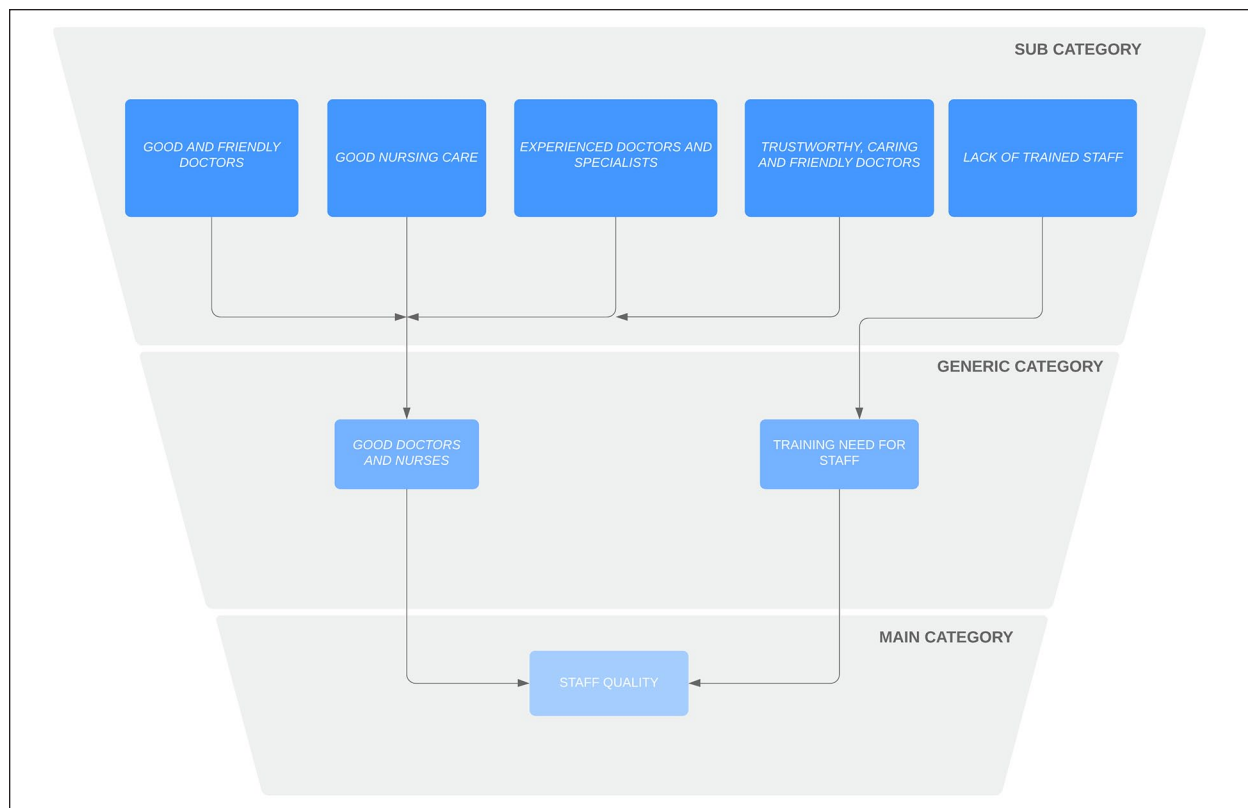 SUB CATEGORY
GOOD AND FRIENDLY
DOCTORS
GOOD NURSING CARE
EXPERIENCED DOCTORS AND
SPECIALISTS
TRUSTWORTHY, CARING
AND FRIENDLY DOCTORS
LACK OF TRAINED STAFF
GENERIC CATEGORY
GOOD DOCTORS
AND NURSES
TRAINING NEED FOR
STAFF
MAIN CATEGORY
STAFF QUALITY